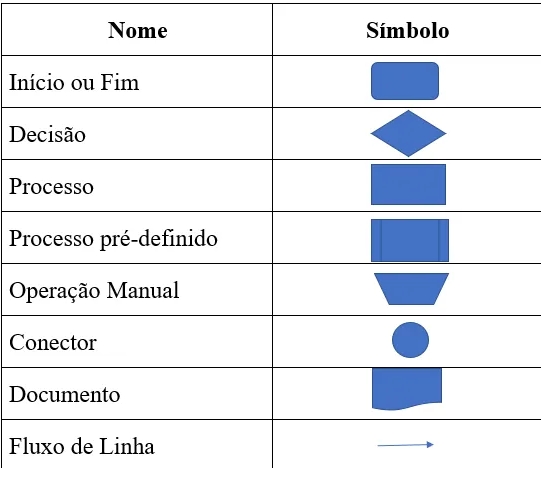 Nome Símbolo
Início ou Fim
Decisão
Processo
Processo pré-definido
Operação Manual
Conector
Documento
Fluxo de Linha